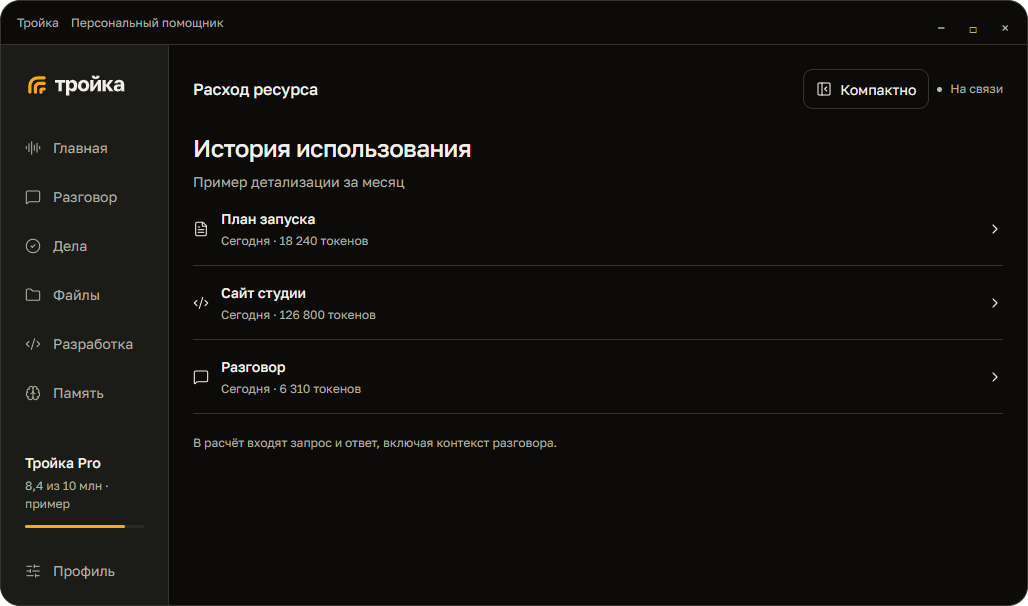 Тройка Персональный помощник
тройка
Расход ресурса
Компактно
На связи
Главная
Разговор
Дела
Файлы
Разработка
Память
Тройка Pro
8,4 из 10 млн ·
пример
Профиль
История использования
Пример детализации за месяц
План запуска
Сегодня · 18 240 токенов
Сайт студии
Сегодня · 126 800 токенов
Разговор
Сегодня · 6 310 токенов
В расчёт входят запрос и ответ, включая контекст разговора.